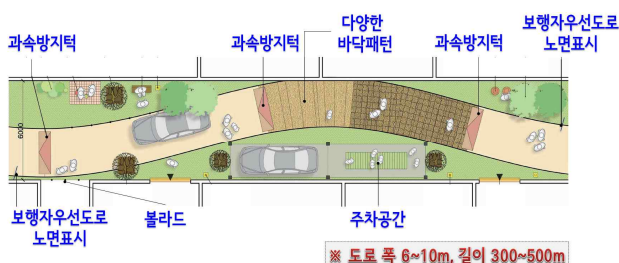 보행자우선도로
노면표시
다양한
바닥패턴
과속방지턱
과속방지턱
과속방지턱
6000
보행자우선도로
노면표시
볼라드
주차공간
※ 도로 폭 6~10m, 길이 300~500m